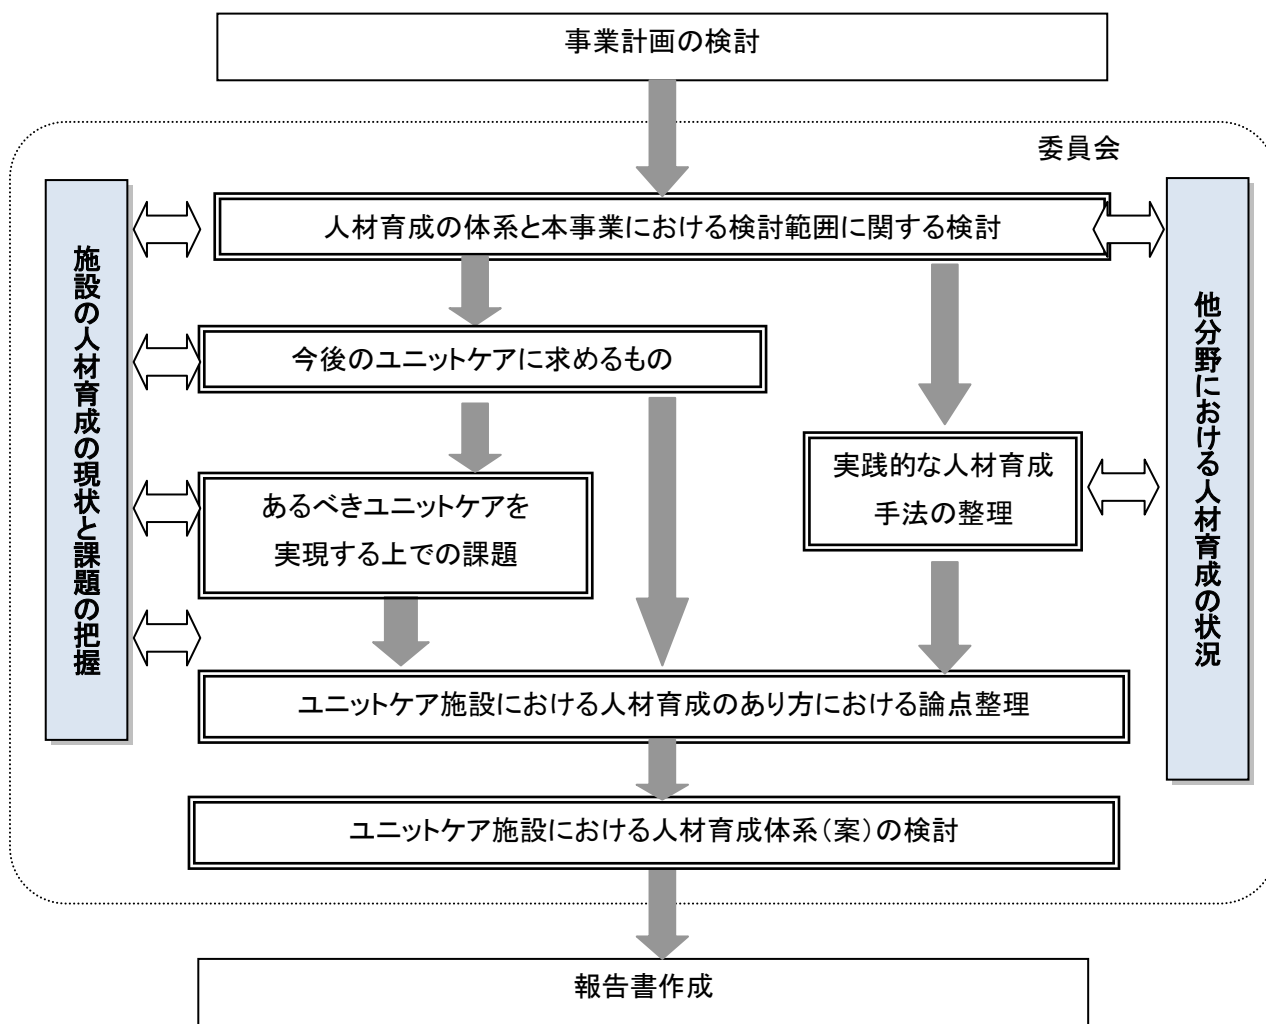 事業計画の検討
委員会
人材育成の体系と本事業における検討範囲に関する検討
施設の人材育成の現状と課題の把握
他分野における人材育成の状況
今後のユニットケアに求めるもの
あるべきユニットケアを
実現する上での課題
実践的な人材育成
手法の整理
ユニットケア施設における人材育成のあり方における論点整理
ユニットケア施設における人材育成体系（案）の検討
報告書作成